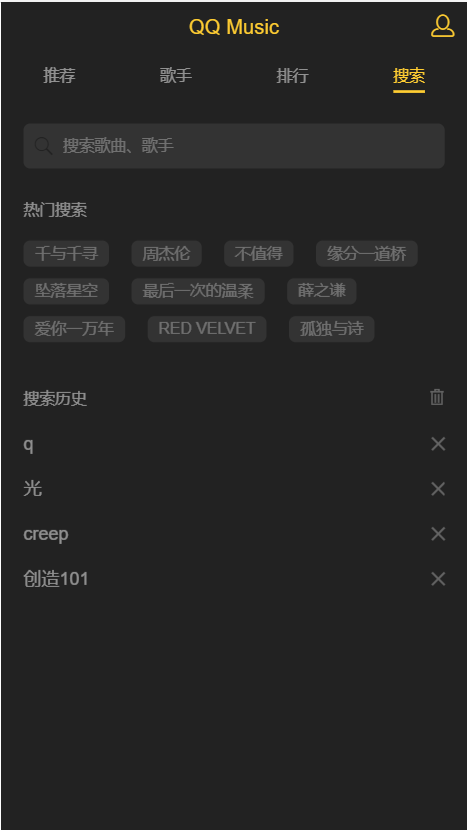 QQ Music
推荐 歌手 排行 搜索
搜索歌曲、歌手
热门搜索
千与千寻 周杰伦 不值得 缘分一道桥
坠落星空 最后一次的温柔 薛之谦
爱你一万年 RED VELVET 孤独与诗
搜索历史
q
光
creep
创造101